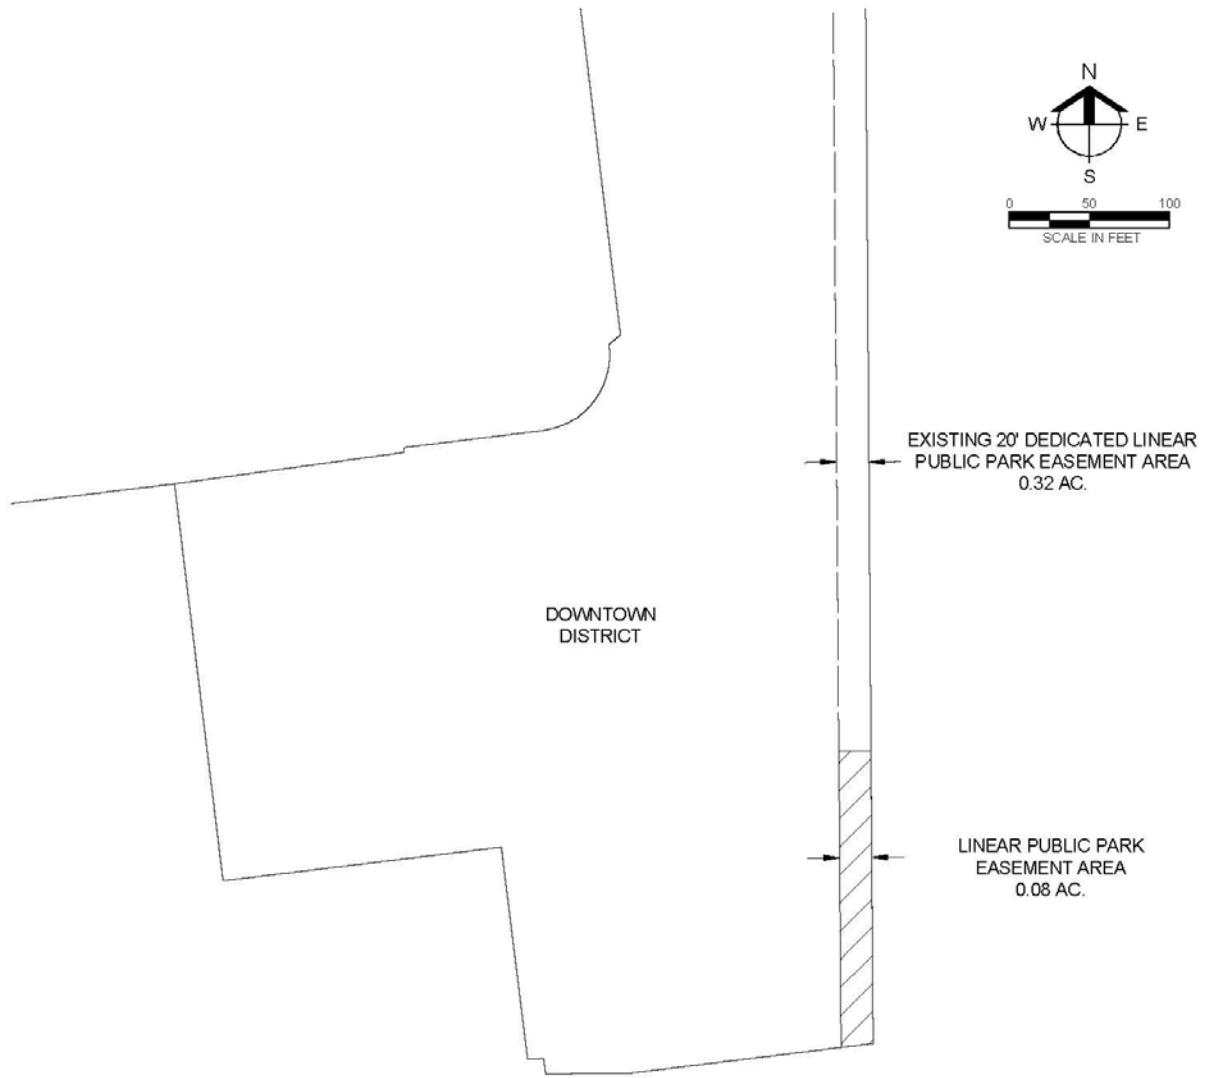 N
W E
S
0 50 100
SCALE IN FEET
EXISTING 20' DEDICATED LINEAR
PUBLIC PARK EASEMENT AREA
0.32 AC.
DOWNTOWN
DISTRICT
LINEAR PUBLIC PARK
EASEMENT AREA
0.08 AC.